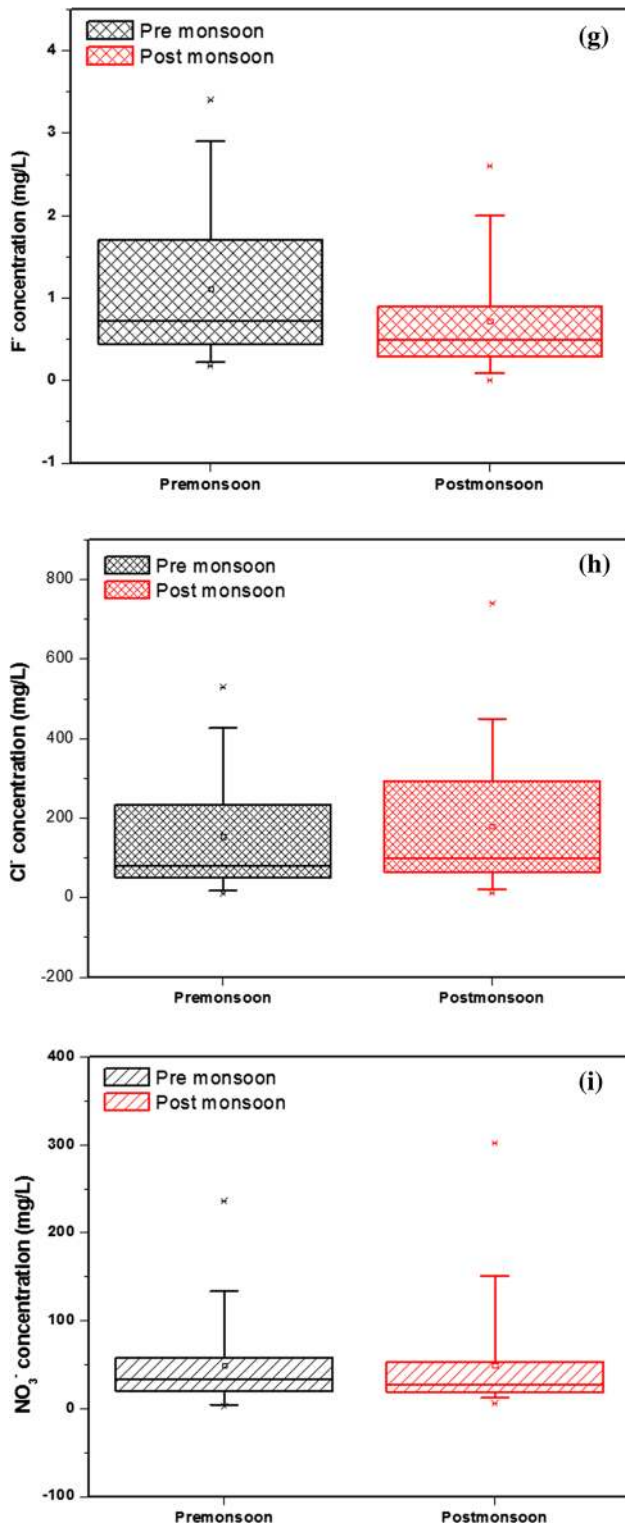 (g)
Pre monsoon
Post monsoon
F⁻ concentration (mg/L)
4
3
2
1
0
-1
Premonsoon Postmonsoon
(h)
Pre monsoon
Post monsoon
Cl⁻ concentration (mg/L)
800
600
400
200
0
-200
Premonsoon Postmonsoon
(i)
Pre monsoon
Post monsoon
NO₃⁻ concentration (mg/L)
400
300
200
100
0
-100
Premonsoon Postmonsoon